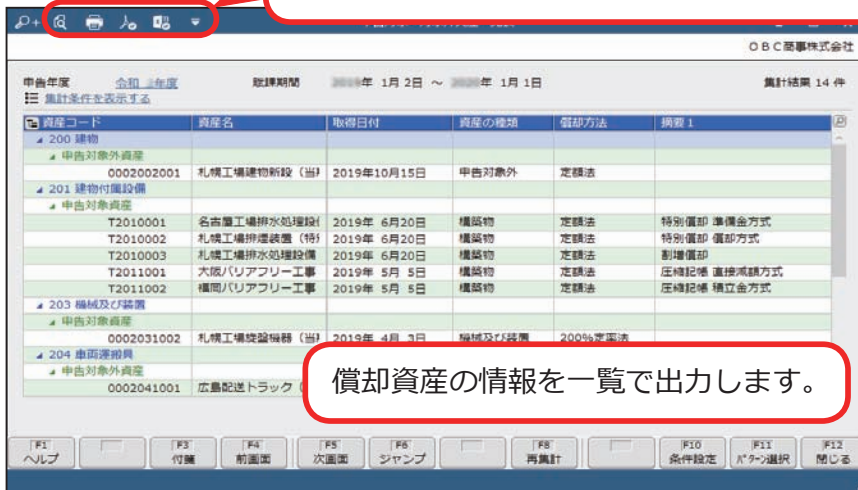 OBC商事株式会社
申告年度 令和 年度 賦課期間 年 1月 2日 ～ 年 1月 1日 集計結果 14 件
集計条件を表示する
資産コード 資産名 取得日付 資産の種類 償却方法 摘要1
200 建物
申告対象外資産
0002002001 札幌工場建物新設（当 2019年10月15日 申告対象外 定額法
201 建物付属設備
申告対象資産
T2010001 名古屋工場排水処理設 2019年 6月20日 構築物 定額法 特別償却 準備金方式
T2010002 札幌工場排煙装置（特 2019年 6月20日 構築物 定額法 特別償却 償却方式
T2010003 札幌工場排水処理設備 2019年 6月20日 構築物 定額法 割増償却
T2011001 大阪バリアフリー工事 2019年 5月 5日 構築物 定額法 圧縮記帳 直接減額方式
T2011002 福岡バリアフリー工事 2019年 5月 5日 構築物 定額法 圧縮記帳 積立金方式
203 機械及び装置
申告対象資産
0002031002 札幌工場旋盤機器（当 2019年 4月 3日 機械及び装置 200%定率法
204 車両運搬具
申告対象外資産
0002041001 広島配送トラック
償却資産の情報を一覧で出力します。
F1 F3 F4 F5 F6 F8 F10 F11 F12
ヘルプ 付箋 前画面 次画面 ジャンプ 再集計 条件設定 パターン選択 閉じる